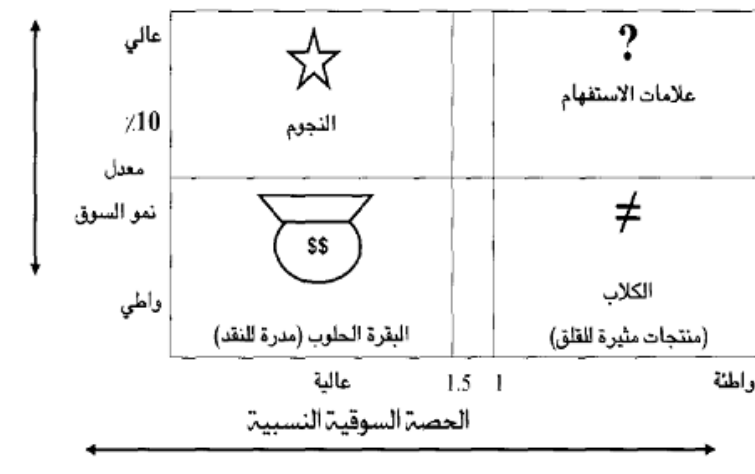 عالي
?
علامات الاستفهام
النجوم
10٪
معدل
نمو السوق
≠
$$
الكلاب
واطي
البقرة الحلوب (مدرة للنقد)
(منتجات مثيرة للقلق)
عالية
1.5
1
واطئة
الحصة السوقية النسبية